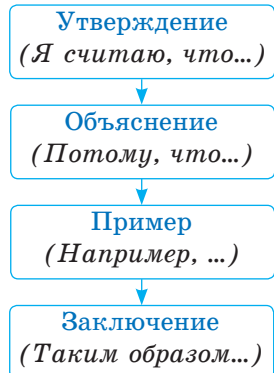 Утверждение
(Я считаю, что…)
Объяснение
(Потому, что…)
Пример
(Например, …)
Заключение
(Таким образом…)